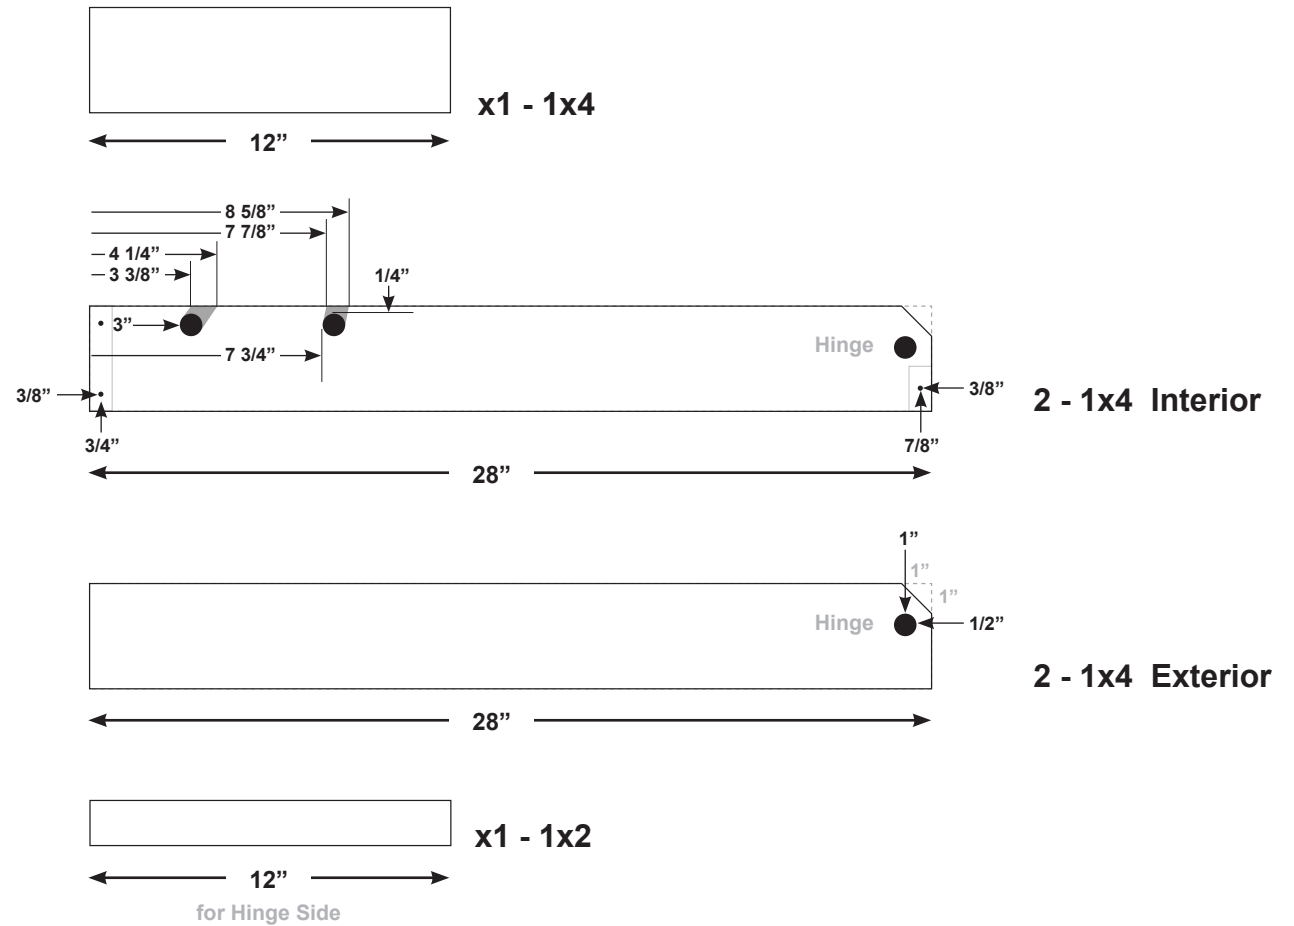 x1 - 1x4
12”
8 5/8”
7 7/8”
4 1/4”
3 3/8”
1/4”
3”
7 3/4”
Hinge
3/8”
3/8”
2 - 1x4 Interior
3/4”
7/8”
28”
1”
1”
1”
Hinge
1/2”
2 - 1x4 Exterior
28”
x1 - 1x2
12”
for Hinge Side